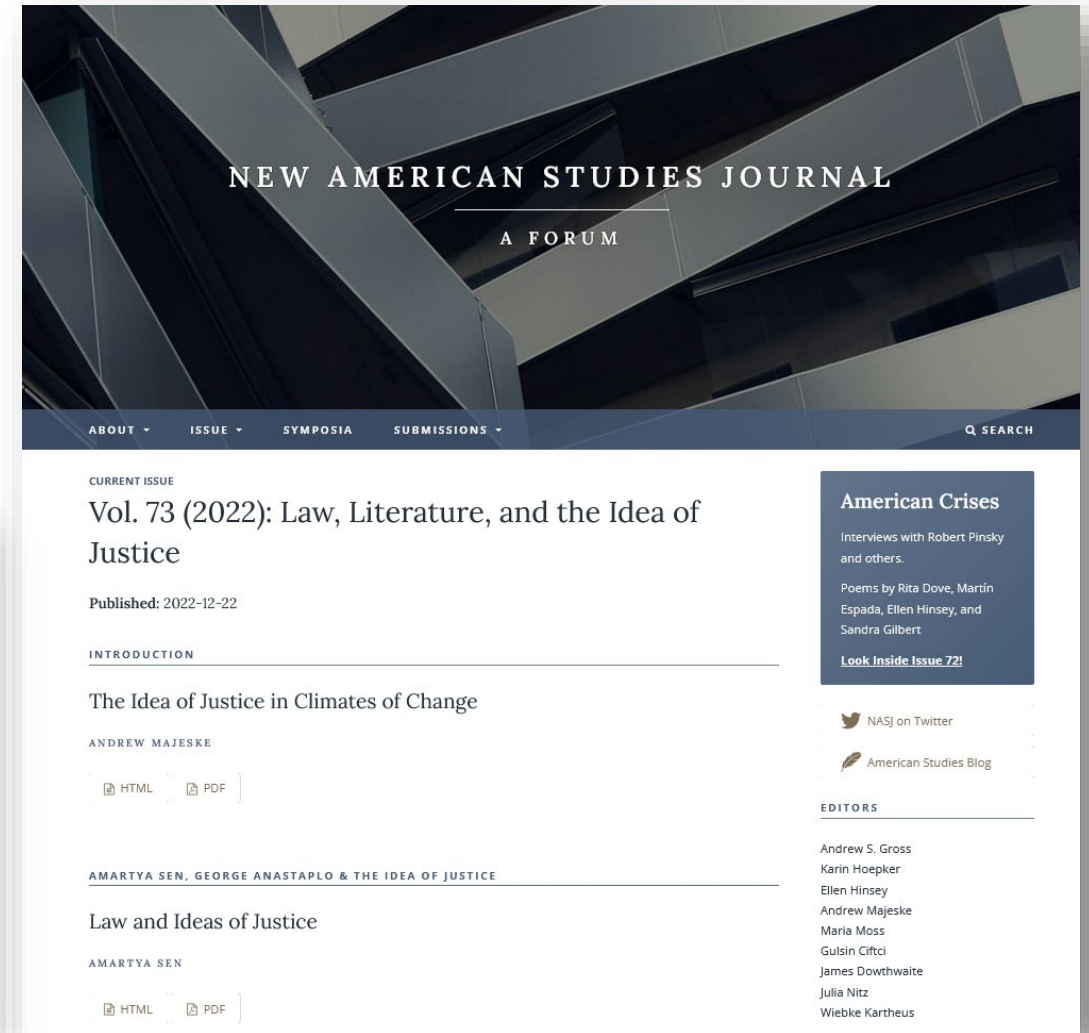 NEW AMERICAN STUDIES JOURNAL
A FORUM
ABOUT
ISSUE
SYMPOSIA
SUBMISSIONS
SEARCH
CURRENT ISSUE
Vol. 73 (2022): Law, Literature, and the Idea of
Justice
Published: 2022-12-22
INTRODUCTION
The Idea of Justice in Climates of Change
ANDREW MAJESKE
HTML
PDF
AMARTYA SEN, GEORGE ANASTAPLO & THE IDEA OF JUSTICE
Law and Ideas of Justice
AMARTYA SEN
HTML
PDF
American Crises
Interviews with Robert Pinsky
and others.
Poems by Rita Dove, Martín
Espada, Ellen Hinsey, and
Sandra Gilbert
Look Inside Issue 72!
NASJ on Twitter
American Studies Blog
EDITORS
Andrew S. Gross
Karin Hoepker
Ellen Hinsey
Andrew Majeske
Maria Moss
Gulsin Ciftci
James Dowthwaite
Julia Nitz
Wiebke Kartheus